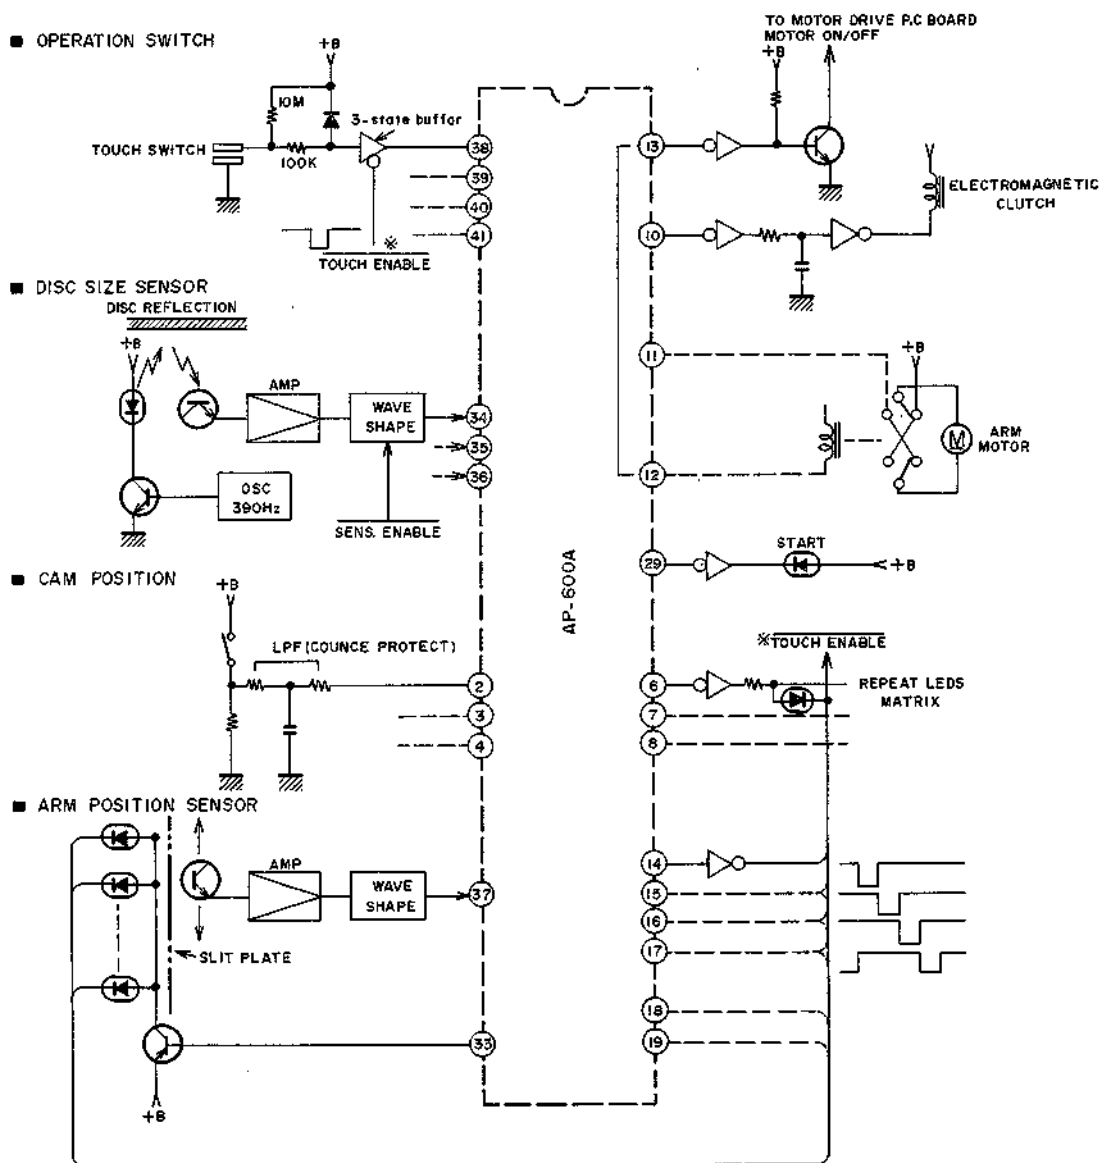 ■ OPERATION SWITCH
+B
10M
3-state buffer
TOUCH SWITCH
100K
38
39
40
41
※
TOUCH ENABLE
■ DISC SIZE SENSOR
DISC REFLECTION
+B
AMP
WAVE
SHAPE
34
35
36
OSC
390Hz
SENS. ENABLE
■ CAM POSITION
+B
LPF (COUNCE PROTECT)
2
3
4
■ ARM POSITION SENSOR
AMP
WAVE
SHAPE
37
SLIT PLATE
33
+B
AP-600A
TO MOTOR DRIVE P.C BOARD
MOTOR ON/OFF
+B
13
ELECTROMAGNETIC
CLUTCH
10
11
+B
M
ARM
MOTOR
12
START
29
+B
※TOUCH ENABLE
6
REPEAT LEDS
MATRIX
7
8
14
15
16
17
18
19